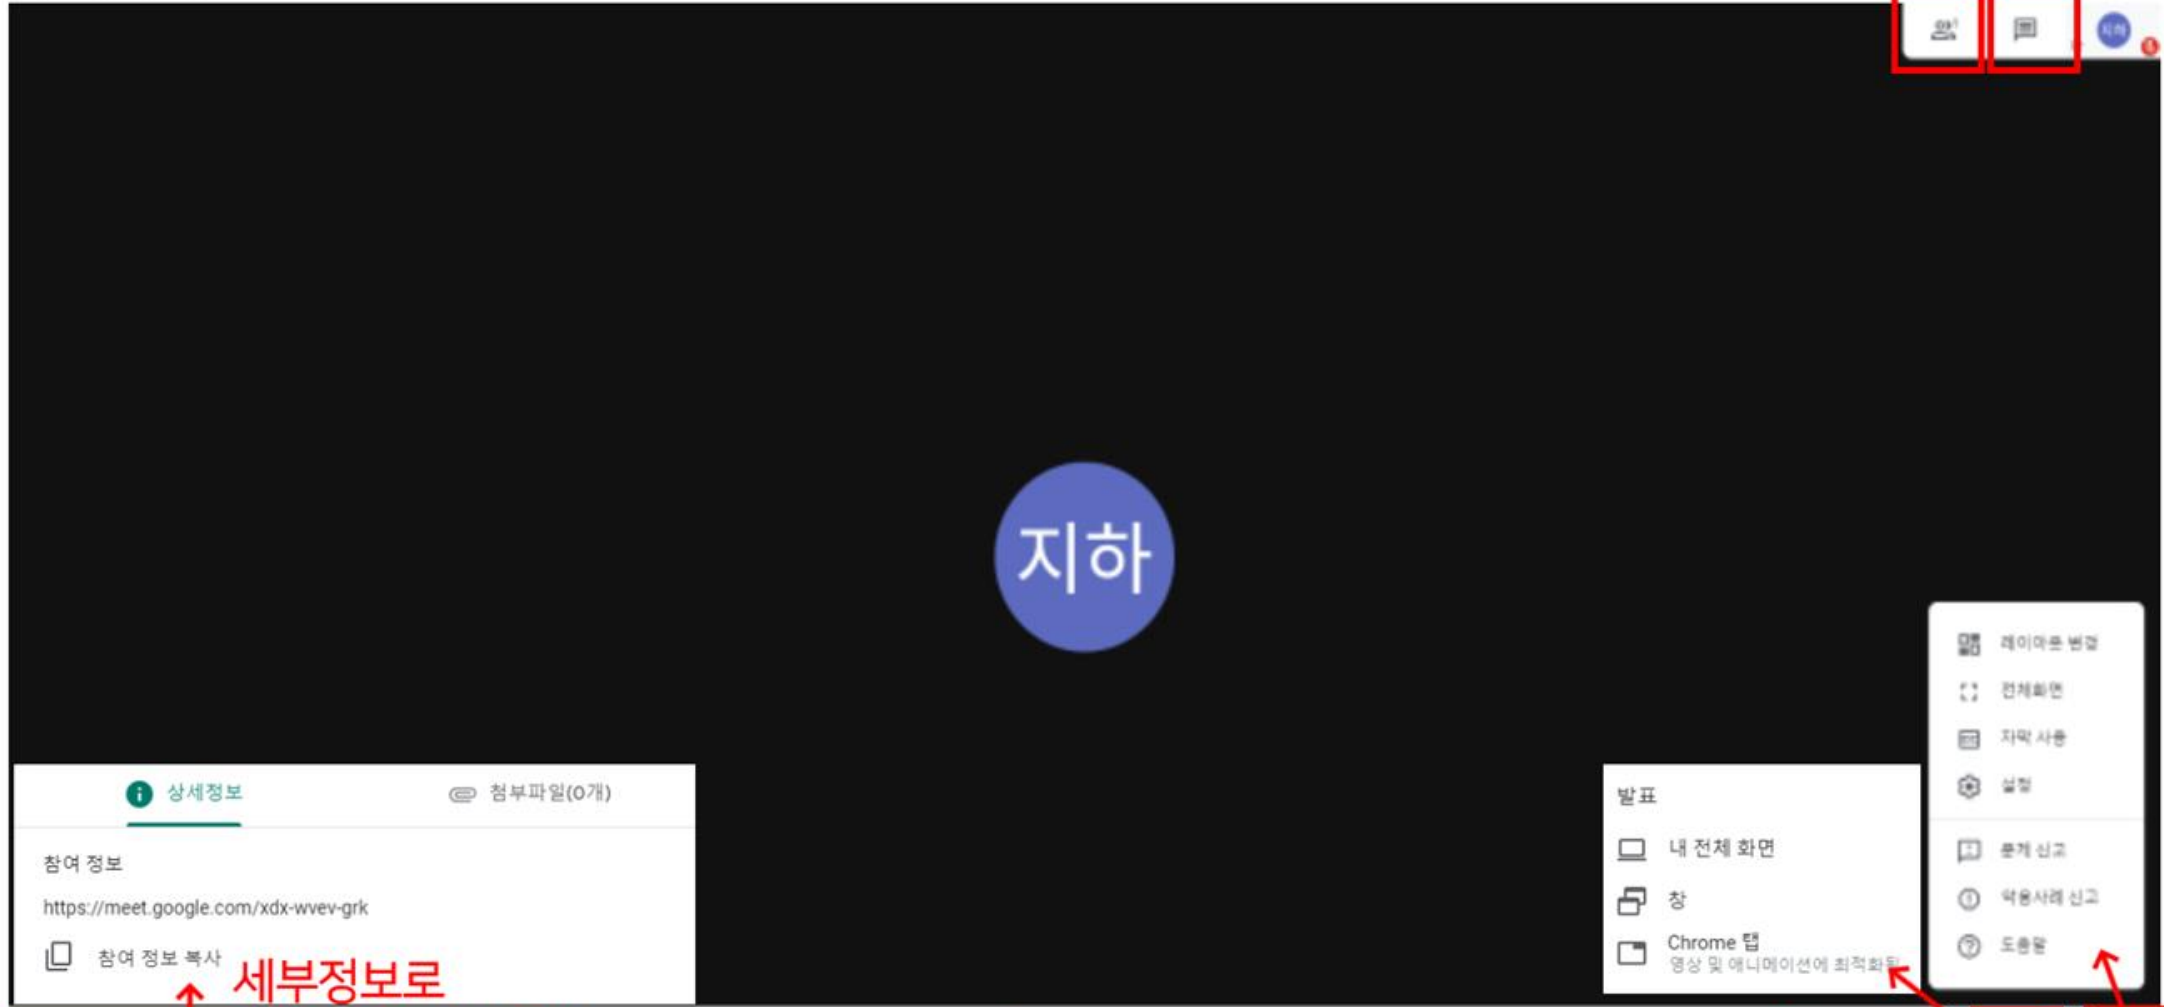 지하
지하
레이아웃 변경
전체화면
자막 사용
설정
문제 신고
악용사례 신고
도움말
상세정보
첨부파일(0개)
참여 정보
https://meet.google.com/xdx-wvev-grk
참여 정보 복사
세부정보로
발표
내 전체 화면
창
Chrome 탭
영상 및 애니메이션에 최적화됨